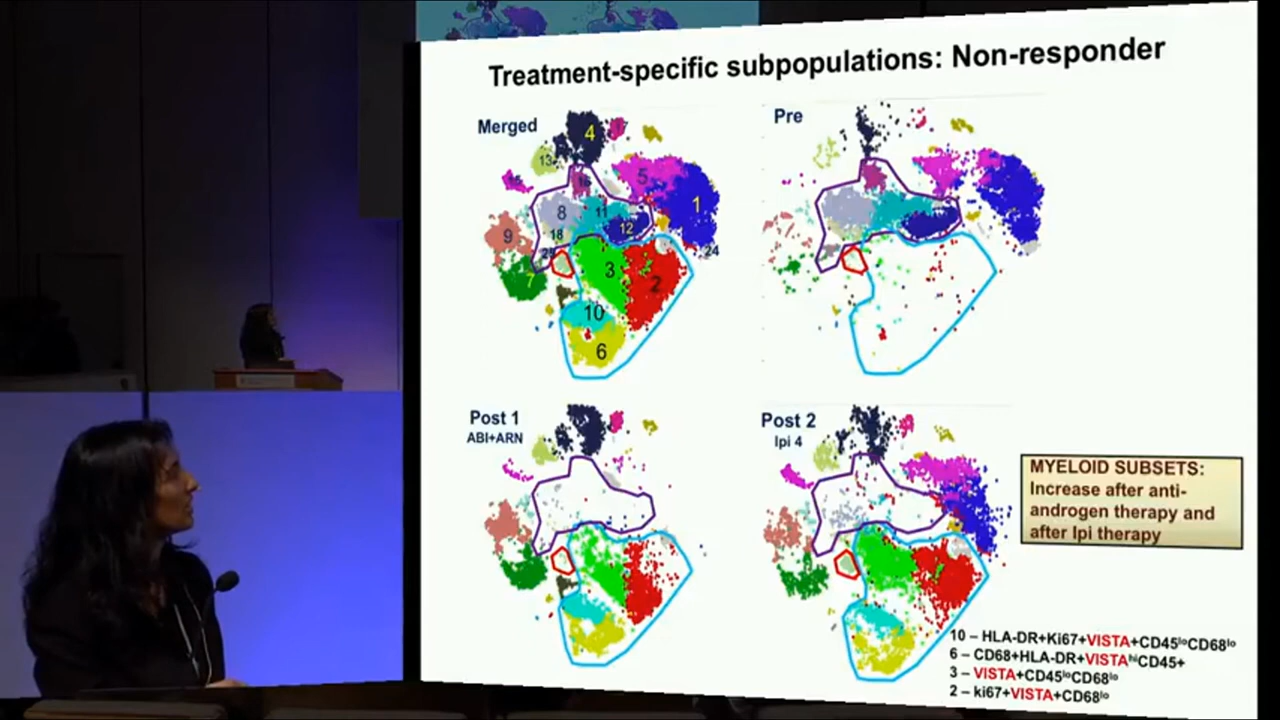 Treatment-specific subpopulations: Non-responder
Merged
4
17
13
5
1
8
11
12
9
18
24
7
3
2
10
6
Pre
Post 1
ABI+ARN
Post 2
Ipi 4
MYELOID SUBSETS:
Increase after anti-
androgen therapy and
after Ipi therapy
10 – HLA-DR+Ki67+VISTA+CD45loCD68lo
6 – CD68+HLA-DR+VISTAhiCD45+
3 – VISTA+CD45loCD68lo
2 – ki67+VISTA+CD68lo